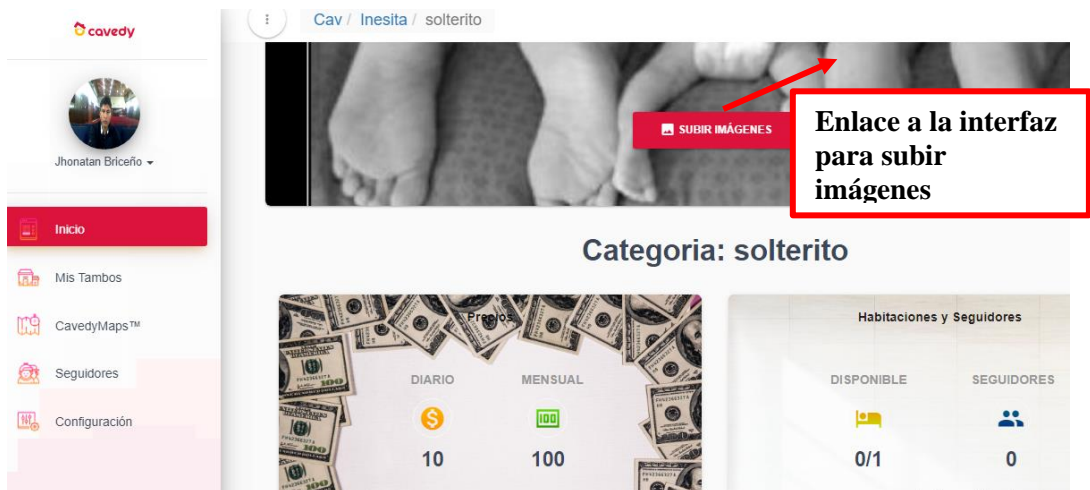 cavedy
Cav / Inesita / solterito
Jhonatan Briceño
SUBIR IMÁGENES
Enlace a la interfaz
para subir
imágenes
Inicio
Mis Tambos
CavedyMaps™
Seguidores
Configuración
Categoria: solterito
Precios
DIARIO MENSUAL
100
10 100
Habitaciones y Seguidores
DISPONIBLE SEGUIDORES
0/1 0